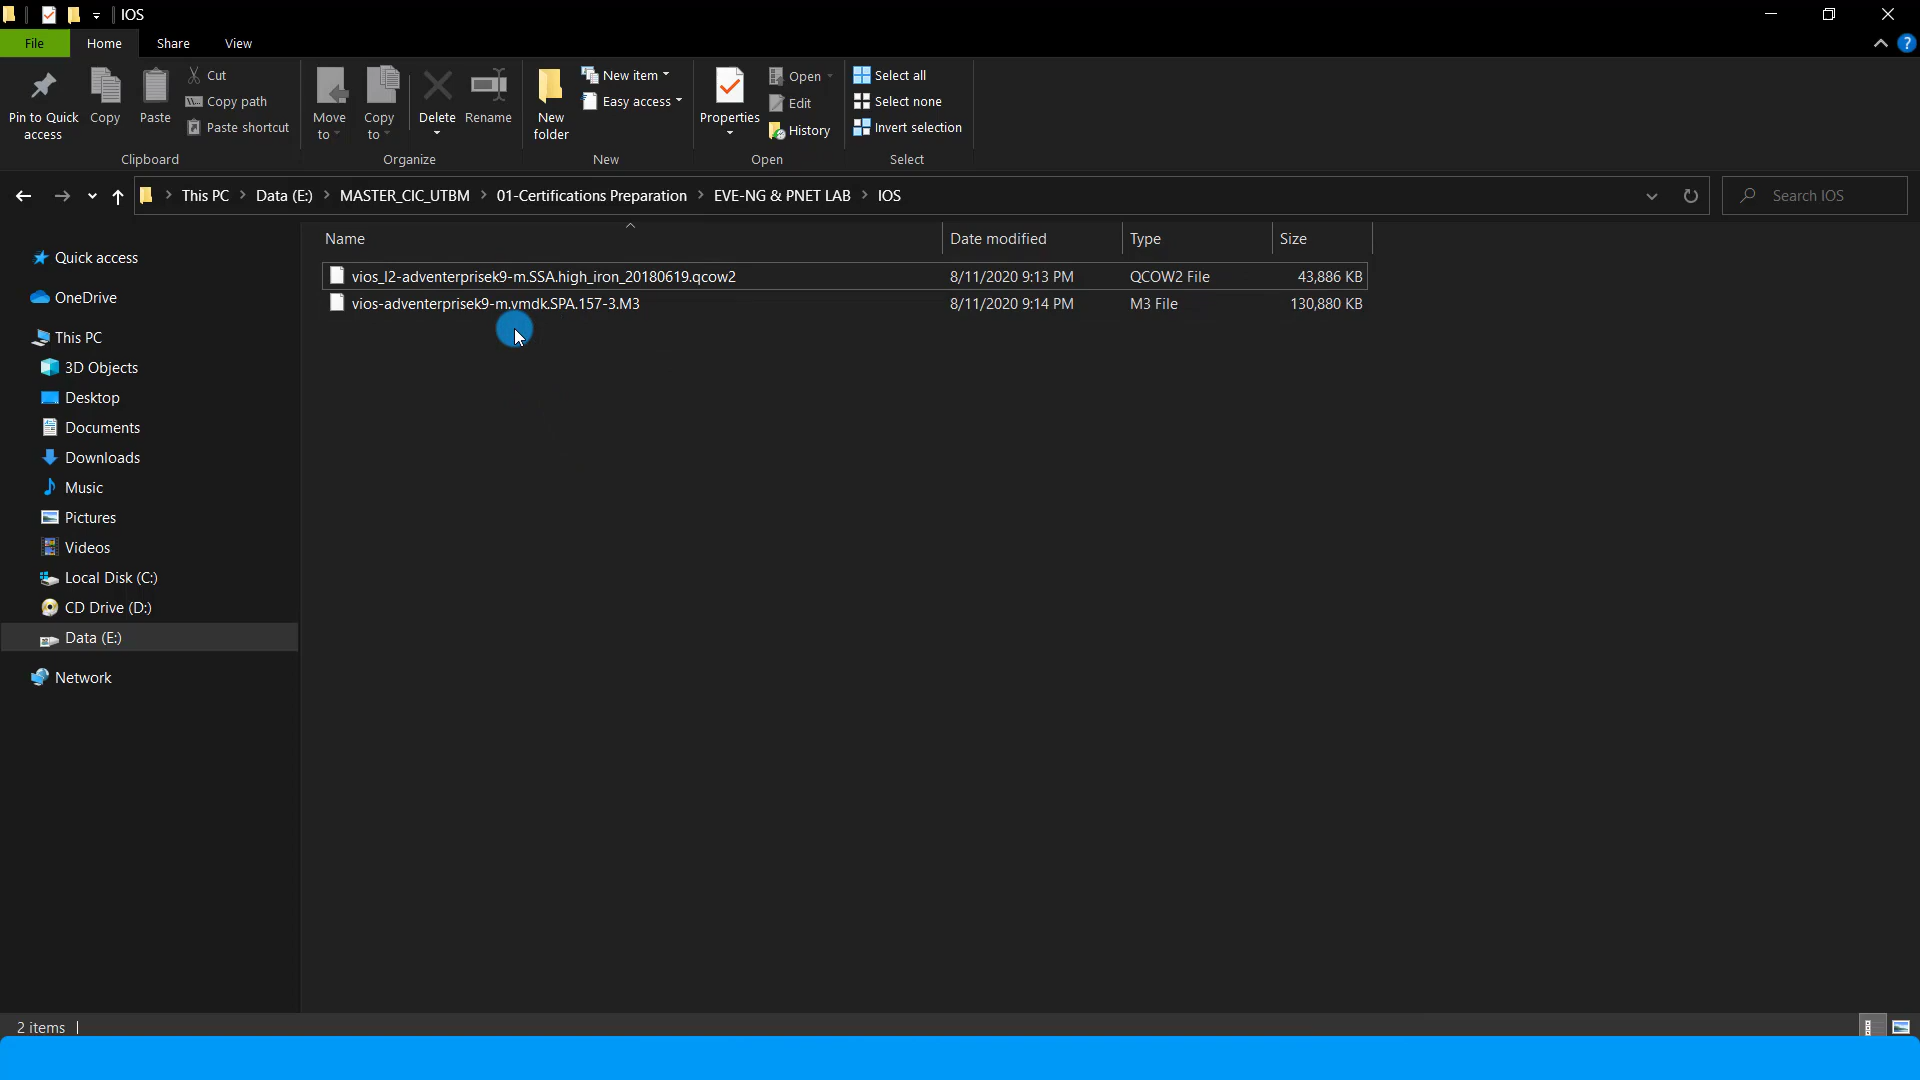 IOS
File Home Share View
Pin to Quick access
Copy
Paste
Cut
Copy path
Paste shortcut
Clipboard
Move to
Copy to
Delete
Rename
Organize
New folder
New item
Easy access
New
Properties
Open
Edit
History
Open
Select all
Select none
Invert selection
Select
This PC > Data (E:) > MASTER_CIC_UTBM > 01-Certifications Preparation > EVE-NG & PNET LAB > IOS
Search IOS
Name Date modified Type Size
vios_l2-adventerprisek9-m.SSA.high_iron_20180619.qcow2 8/11/2020 9:13 PM QCOW2 File 43,886 KB
vios-adventerprisek9-m.vmdk.SPA.157-3.M3 8/11/2020 9:14 PM M3 File 130,880 KB
Quick access
OneDrive
This PC
3D Objects
Desktop
Documents
Downloads
Music
Pictures
Videos
Local Disk (C:)
CD Drive (D:)
Data (E:)
Network
2 items